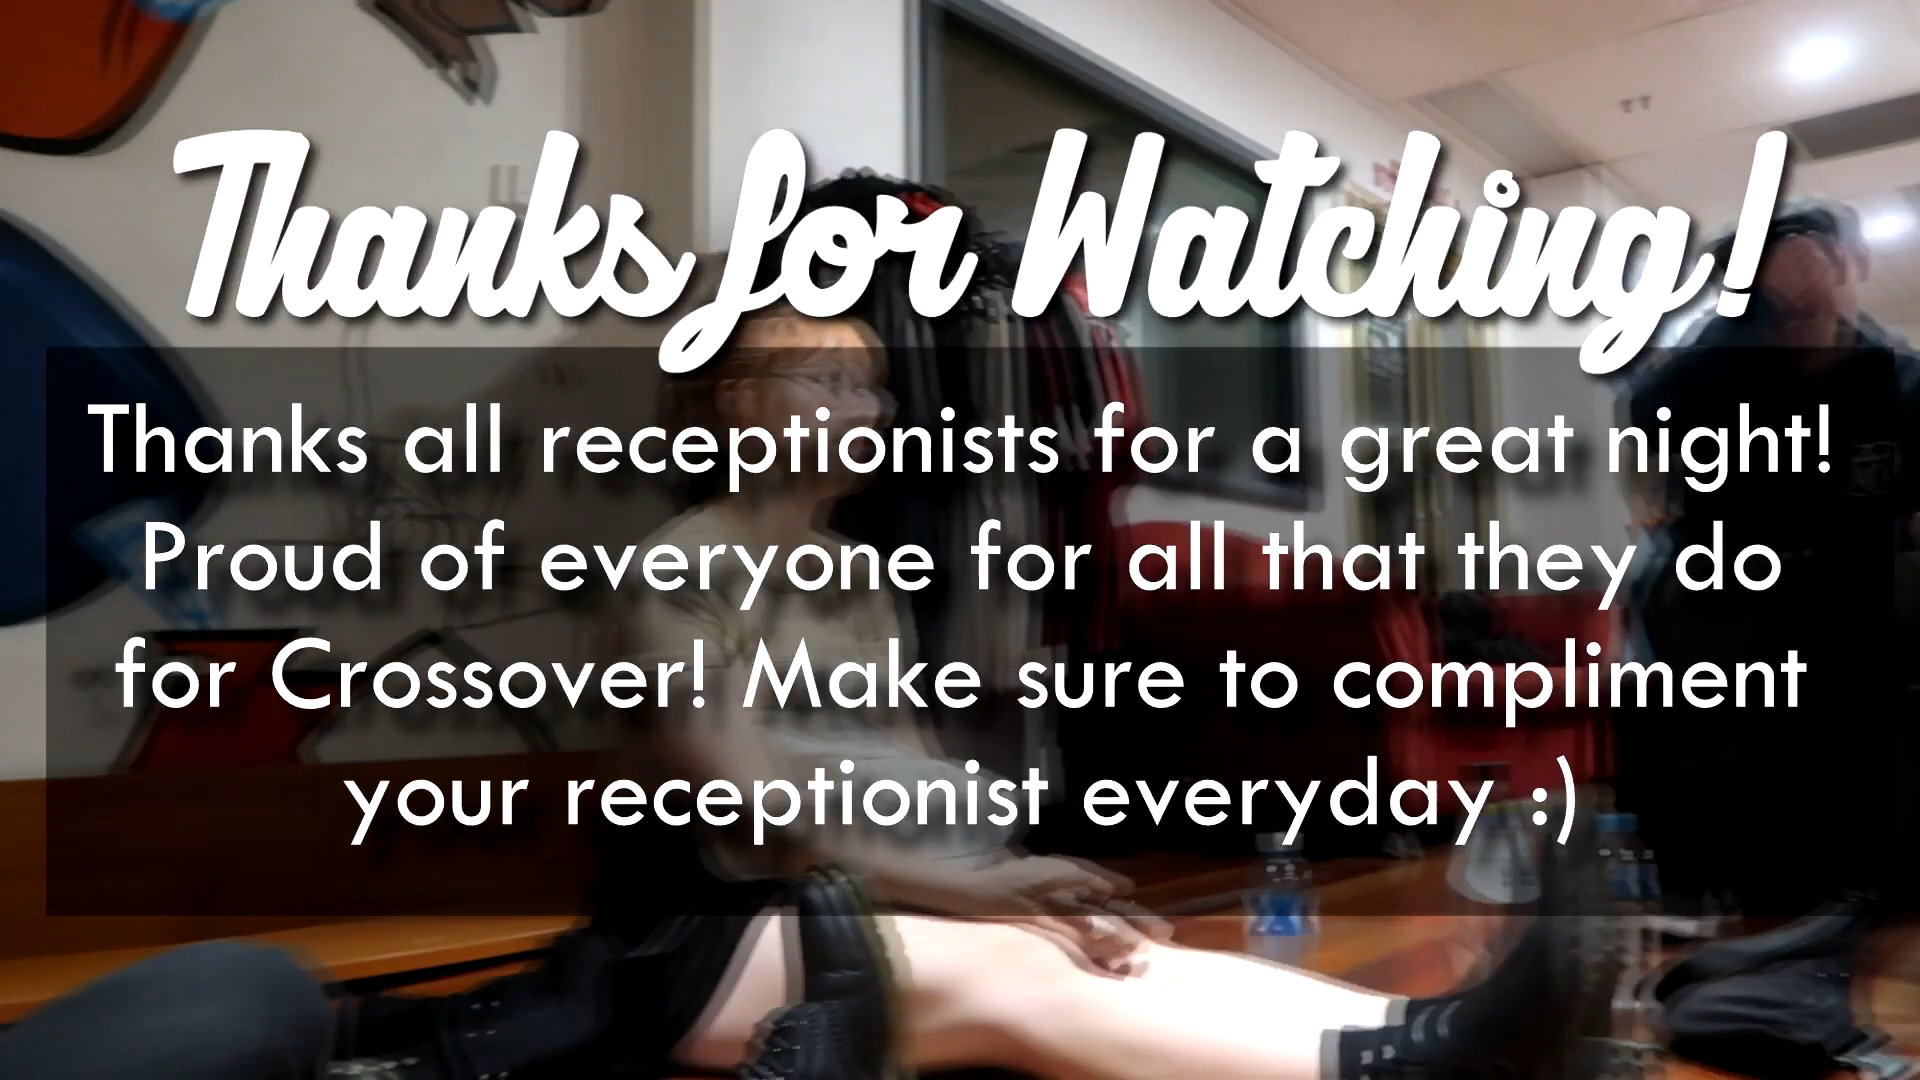 Thanks for Watching!
Thanks all receptionists for a great night!
Proud of everyone for all that they do
for Crossover! Make sure to compliment
your receptionist everyday :)